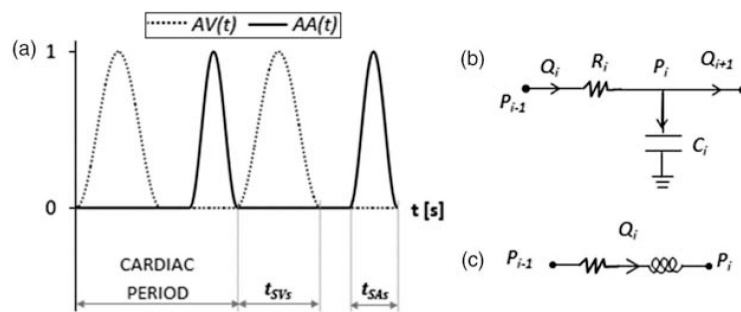 AV(t) AA(t)
(a)
1
0
t [s]
CARDIAC
PERIOD
tSVs
tSAs
(b)
Qi
Ri
Pi
Qi+1
Pi-1
Ci
(c)
Qi
Pi-1
Pi